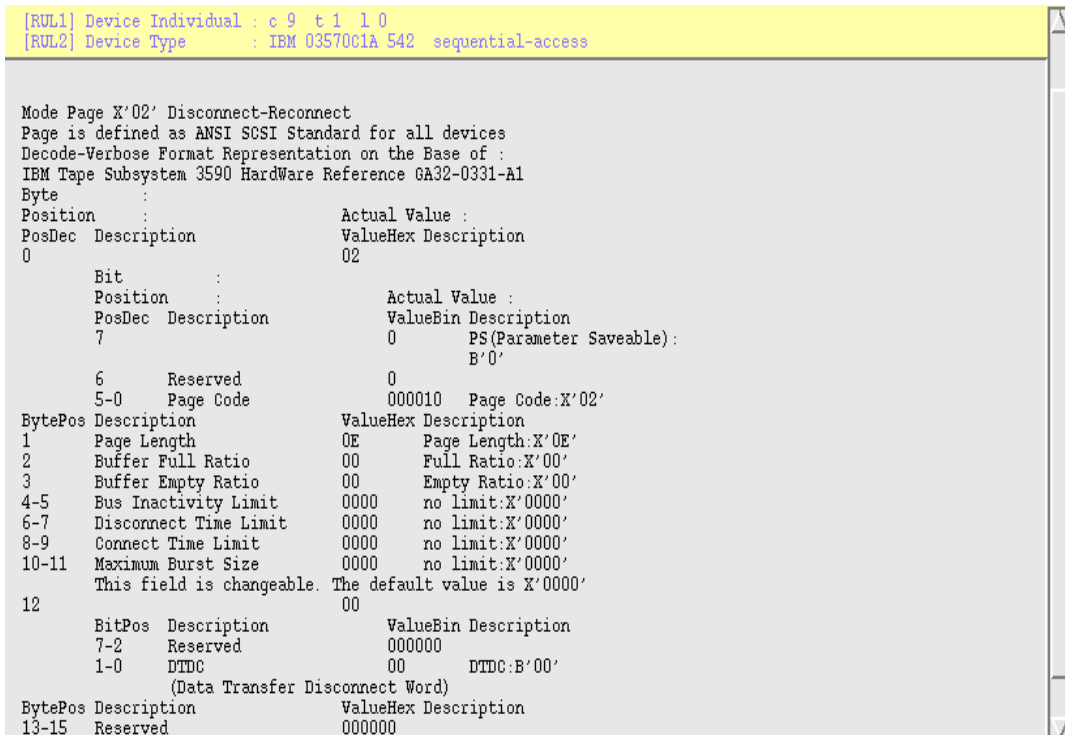 [RUL1] Device Individual : c 9 t 1 l 0
[RUL2] Device Type : IBM 03570C1A 542 sequential-access
Mode Page X'02' Disconnect-Reconnect
Page is defined as ANSI SCSI Standard for all devices
Decode-Verbose Format Representation on the Base of :
IBM Tape Subsystem 3590 HardWare Reference GA32-0331-A1
Byte :
Position : Actual Value :
PosDec Description ValueHex Description
0 02
Bit :
Position : Actual Value :
PosDec Description ValueBin Description
7 0 PS(Parameter Saveable):
B'0'
6 Reserved 0
5-0 Page Code 000010 Page Code:X'02'
BytePos Description ValueHex Description
1 Page Length 0E Page Length:X'0E'
2 Buffer Full Ratio 00 Full Ratio:X'00'
3 Buffer Empty Ratio 00 Empty Ratio:X'00'
4-5 Bus Inactivity Limit 0000 no limit:X'0000'
6-7 Disconnect Time Limit 0000 no limit:X'0000'
8-9 Connect Time Limit 0000 no limit:X'0000'
10-11 Maximum Burst Size 0000 no limit:X'0000'
This field is changeable. The default value is X'0000'
12 00
BitPos Description ValueBin Description
7-2 Reserved 000000
1-0 DTDC 00 DTDC:B'00'
(Data Transfer Disconnect Word)
BytePos Description ValueHex Description
13-15 Reserved 000000